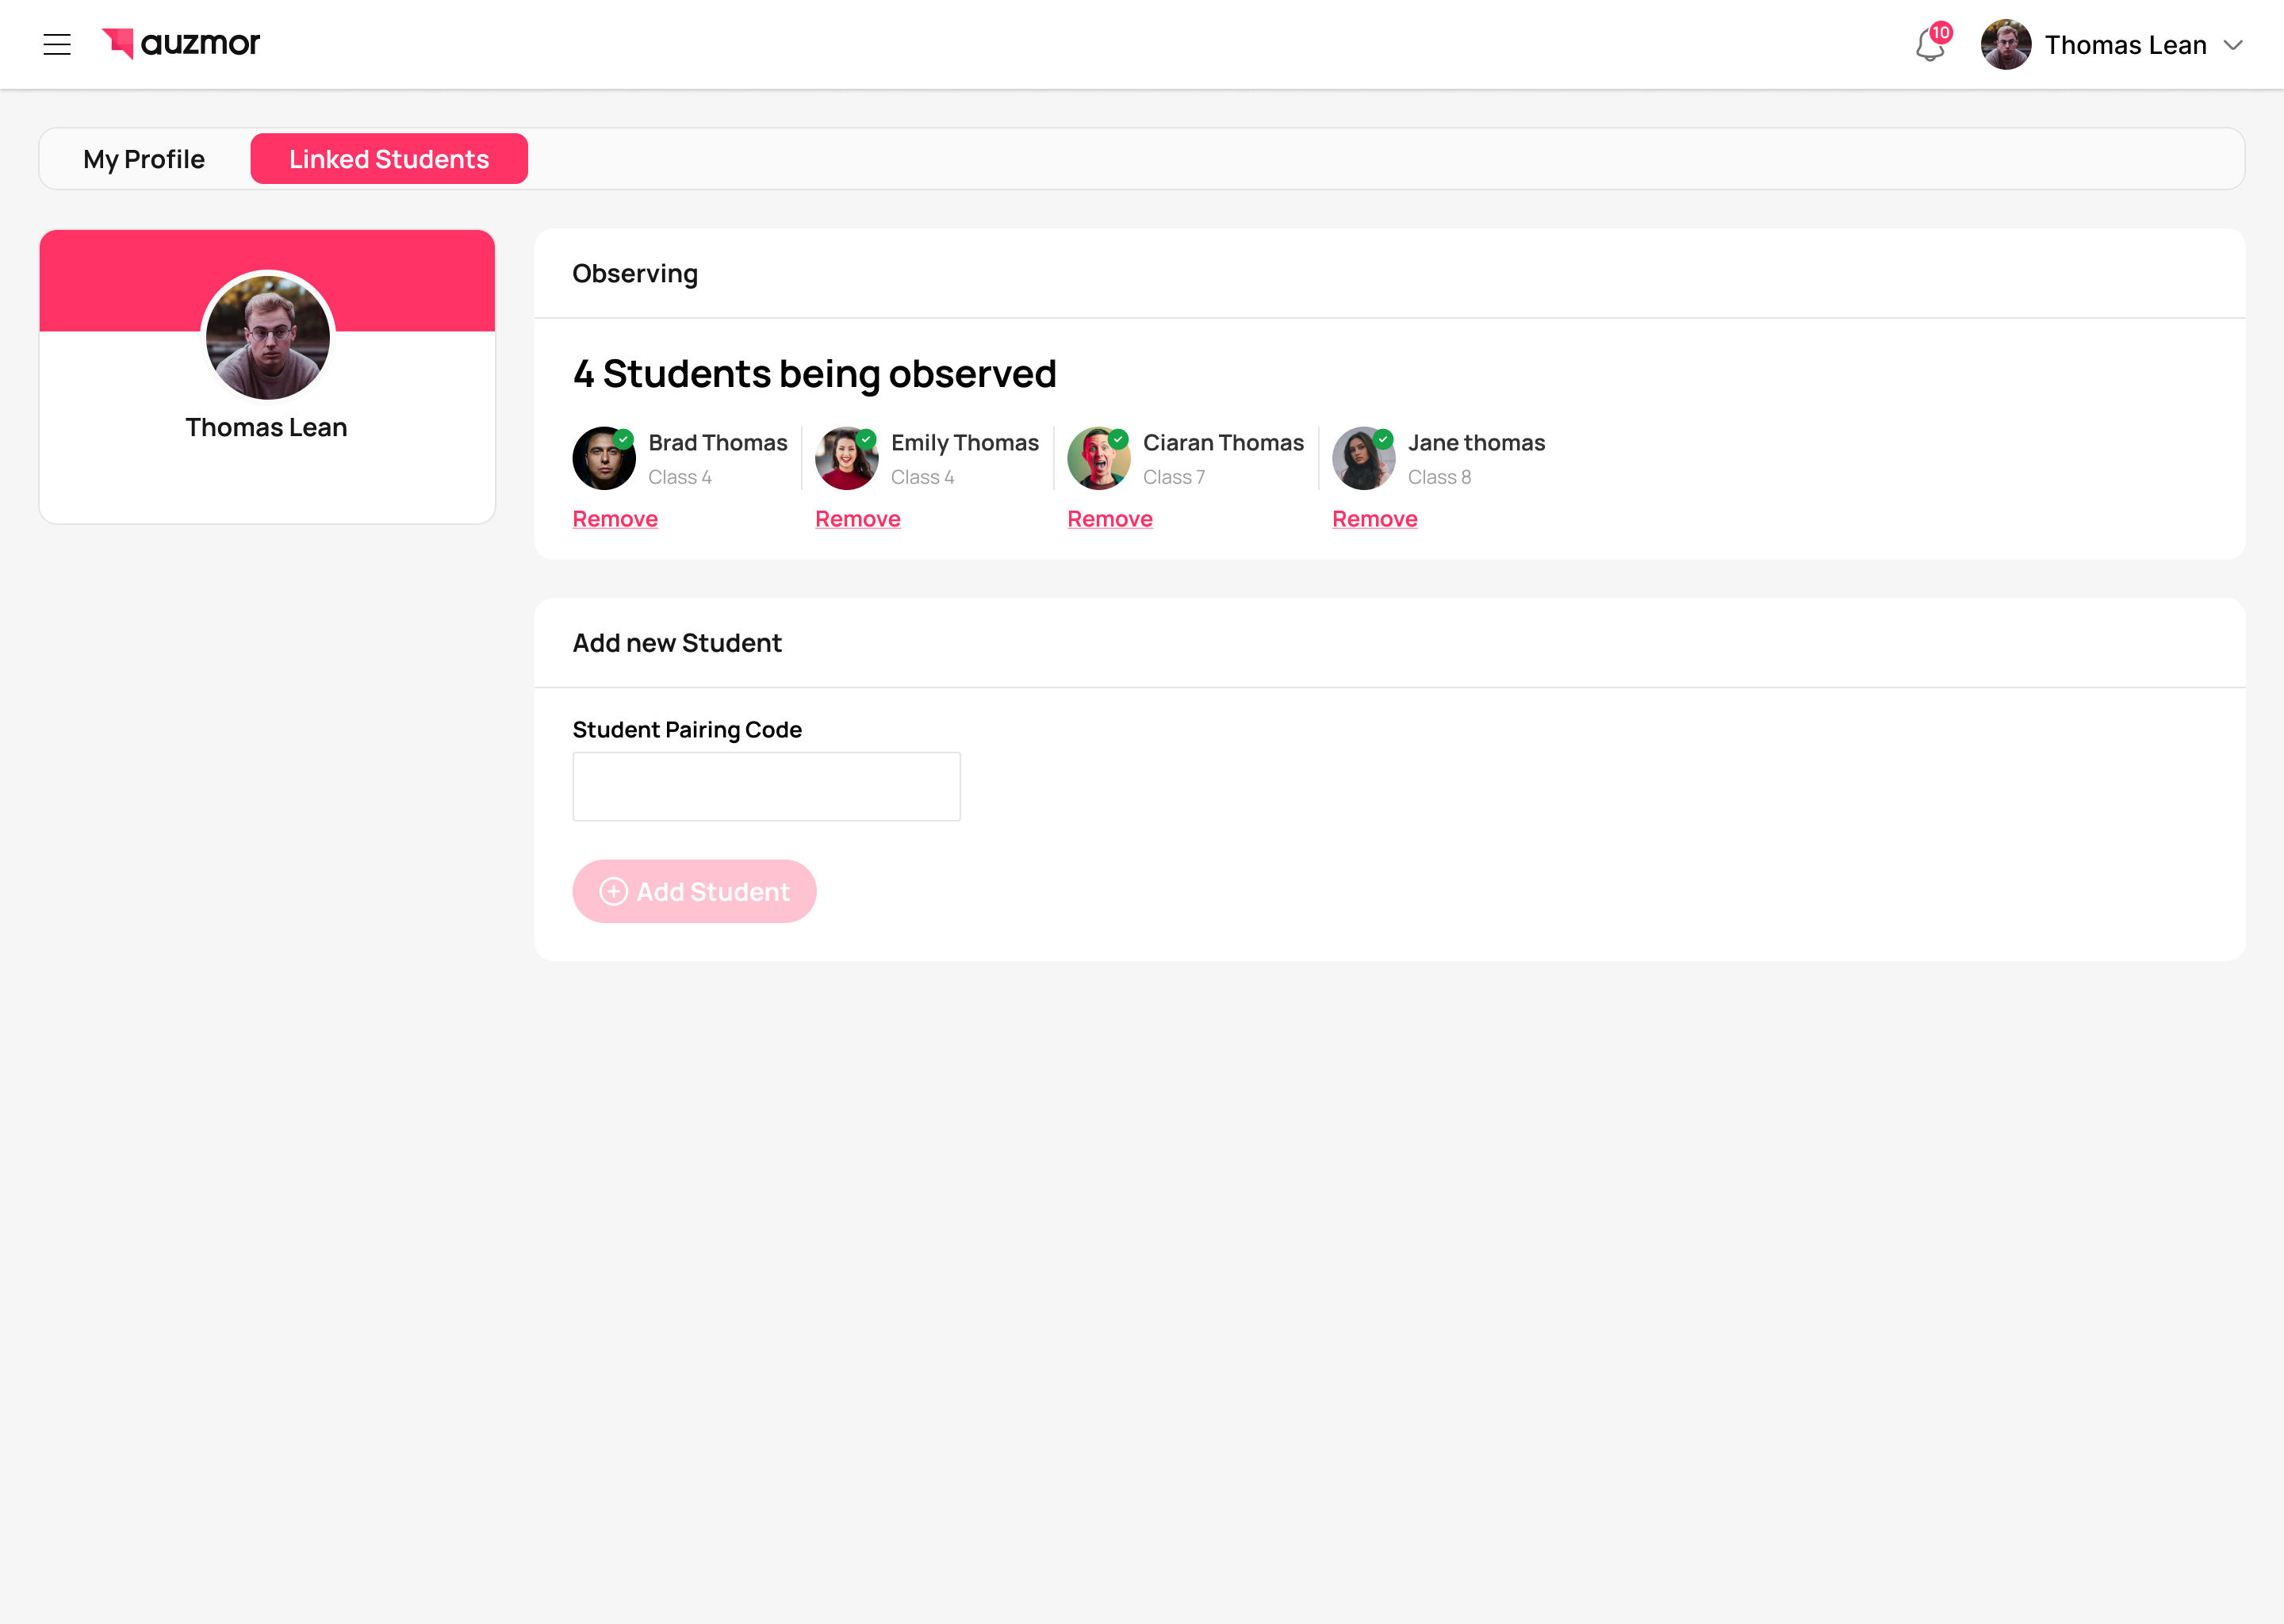 auzmor
10
Thomas Lean
My Profile
Linked Students
Thomas Lean
Observing
4 Students being observed
Brad Thomas
Class 4
Remove
Emily Thomas
Class 4
Remove
Ciaran Thomas
Class 7
Remove
Jane thomas
Class 8
Remove
Add new Student
Student Pairing Code
Add Student